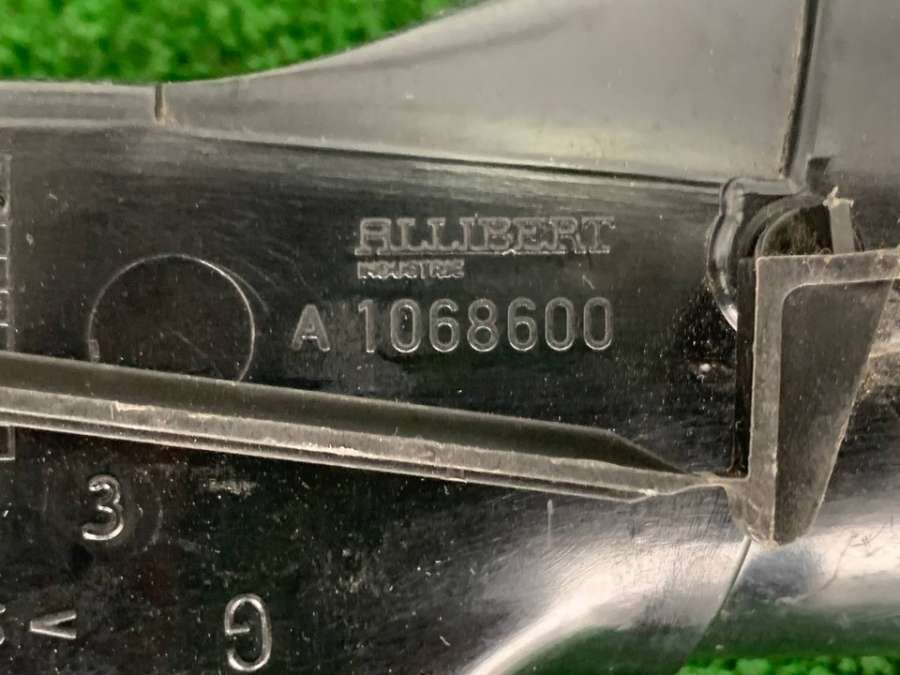 ALLIBERT
INDUSTRIE
A 1068600
3
G